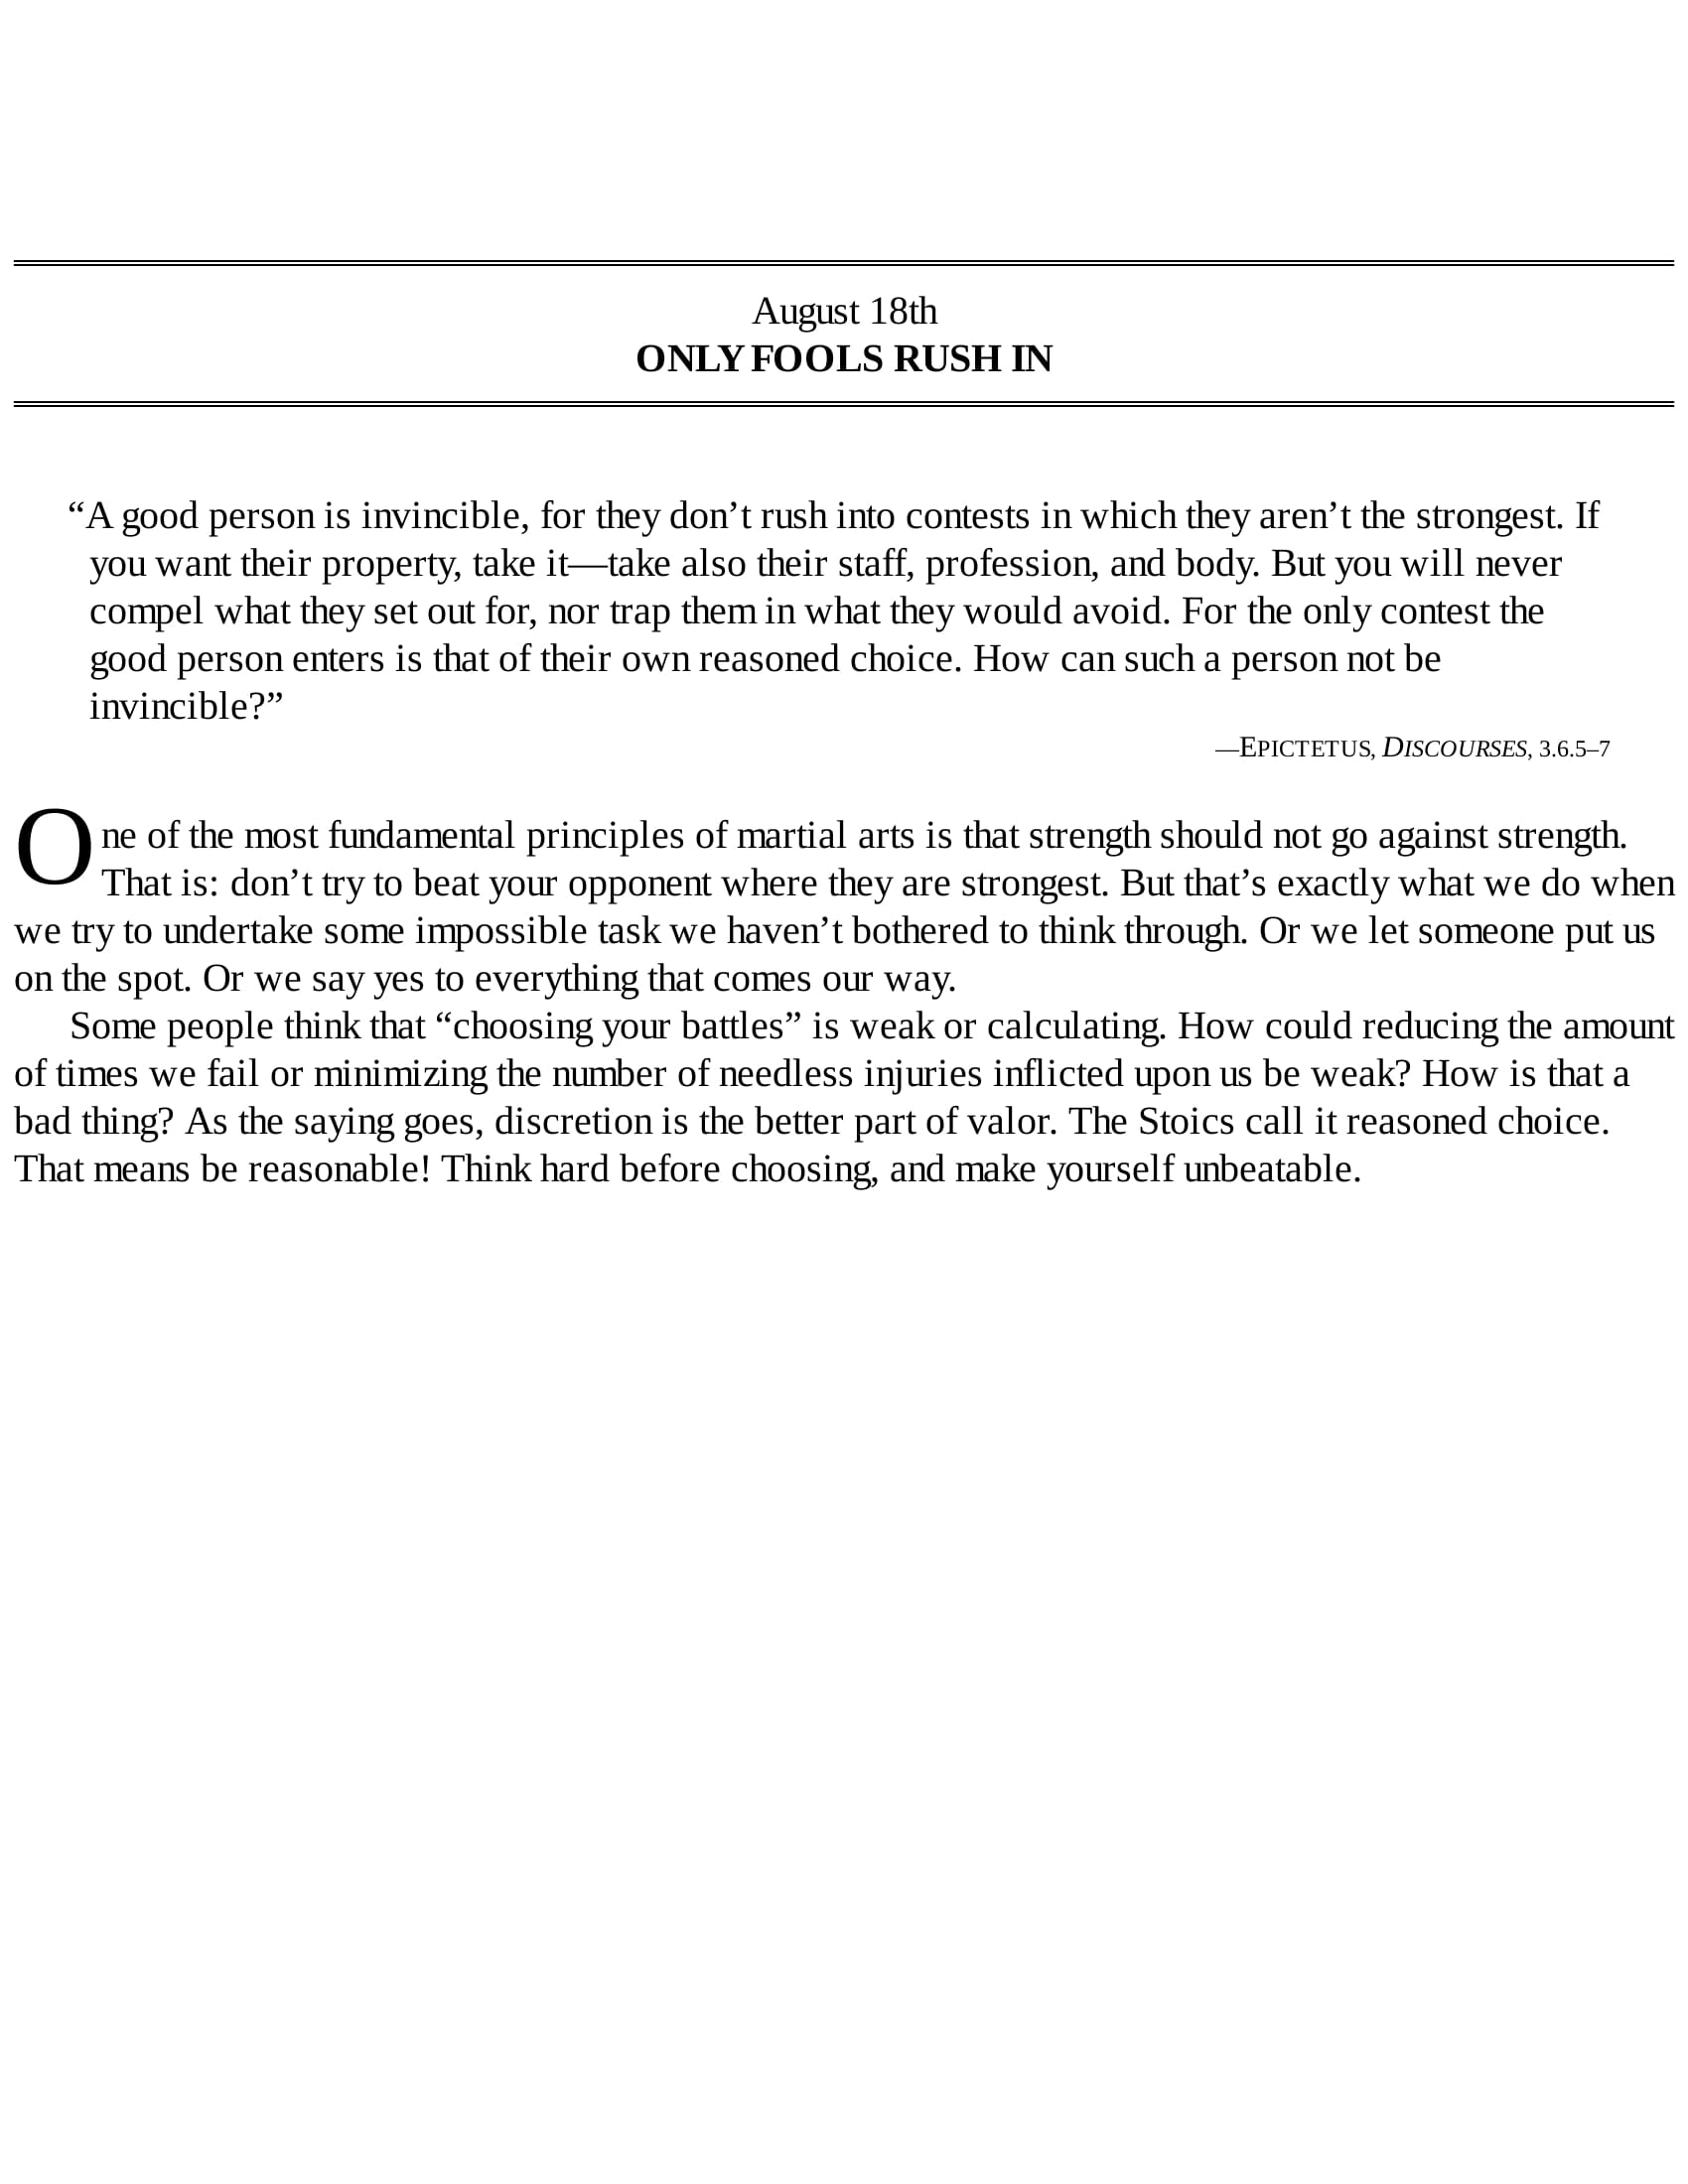 August 18th
ONLY FOOLS RUSH IN
“A good person is invincible, for they don’t rush into contests in which they aren’t the strongest. If
you want their property, take it—take also their staff, profession, and body. But you will never
compel what they set out for, nor trap them in what they would avoid. For the only contest the
good person enters is that of their own reasoned choice. How can such a person not be
invincible?”
—EPICTETUS, DISCOURSES, 3.6.5–7
One of the most fundamental principles of martial arts is that strength should not go against strength.
That is: don’t try to beat your opponent where they are strongest. But that’s exactly what we do when
we try to undertake some impossible task we haven’t bothered to think through. Or we let someone put us
on the spot. Or we say yes to everything that comes our way.
Some people think that “choosing your battles” is weak or calculating. How could reducing the amount
of times we fail or minimizing the number of needless injuries inflicted upon us be weak? How is that a
bad thing? As the saying goes, discretion is the better part of valor. The Stoics call it reasoned choice.
That means be reasonable! Think hard before choosing, and make yourself unbeatable.